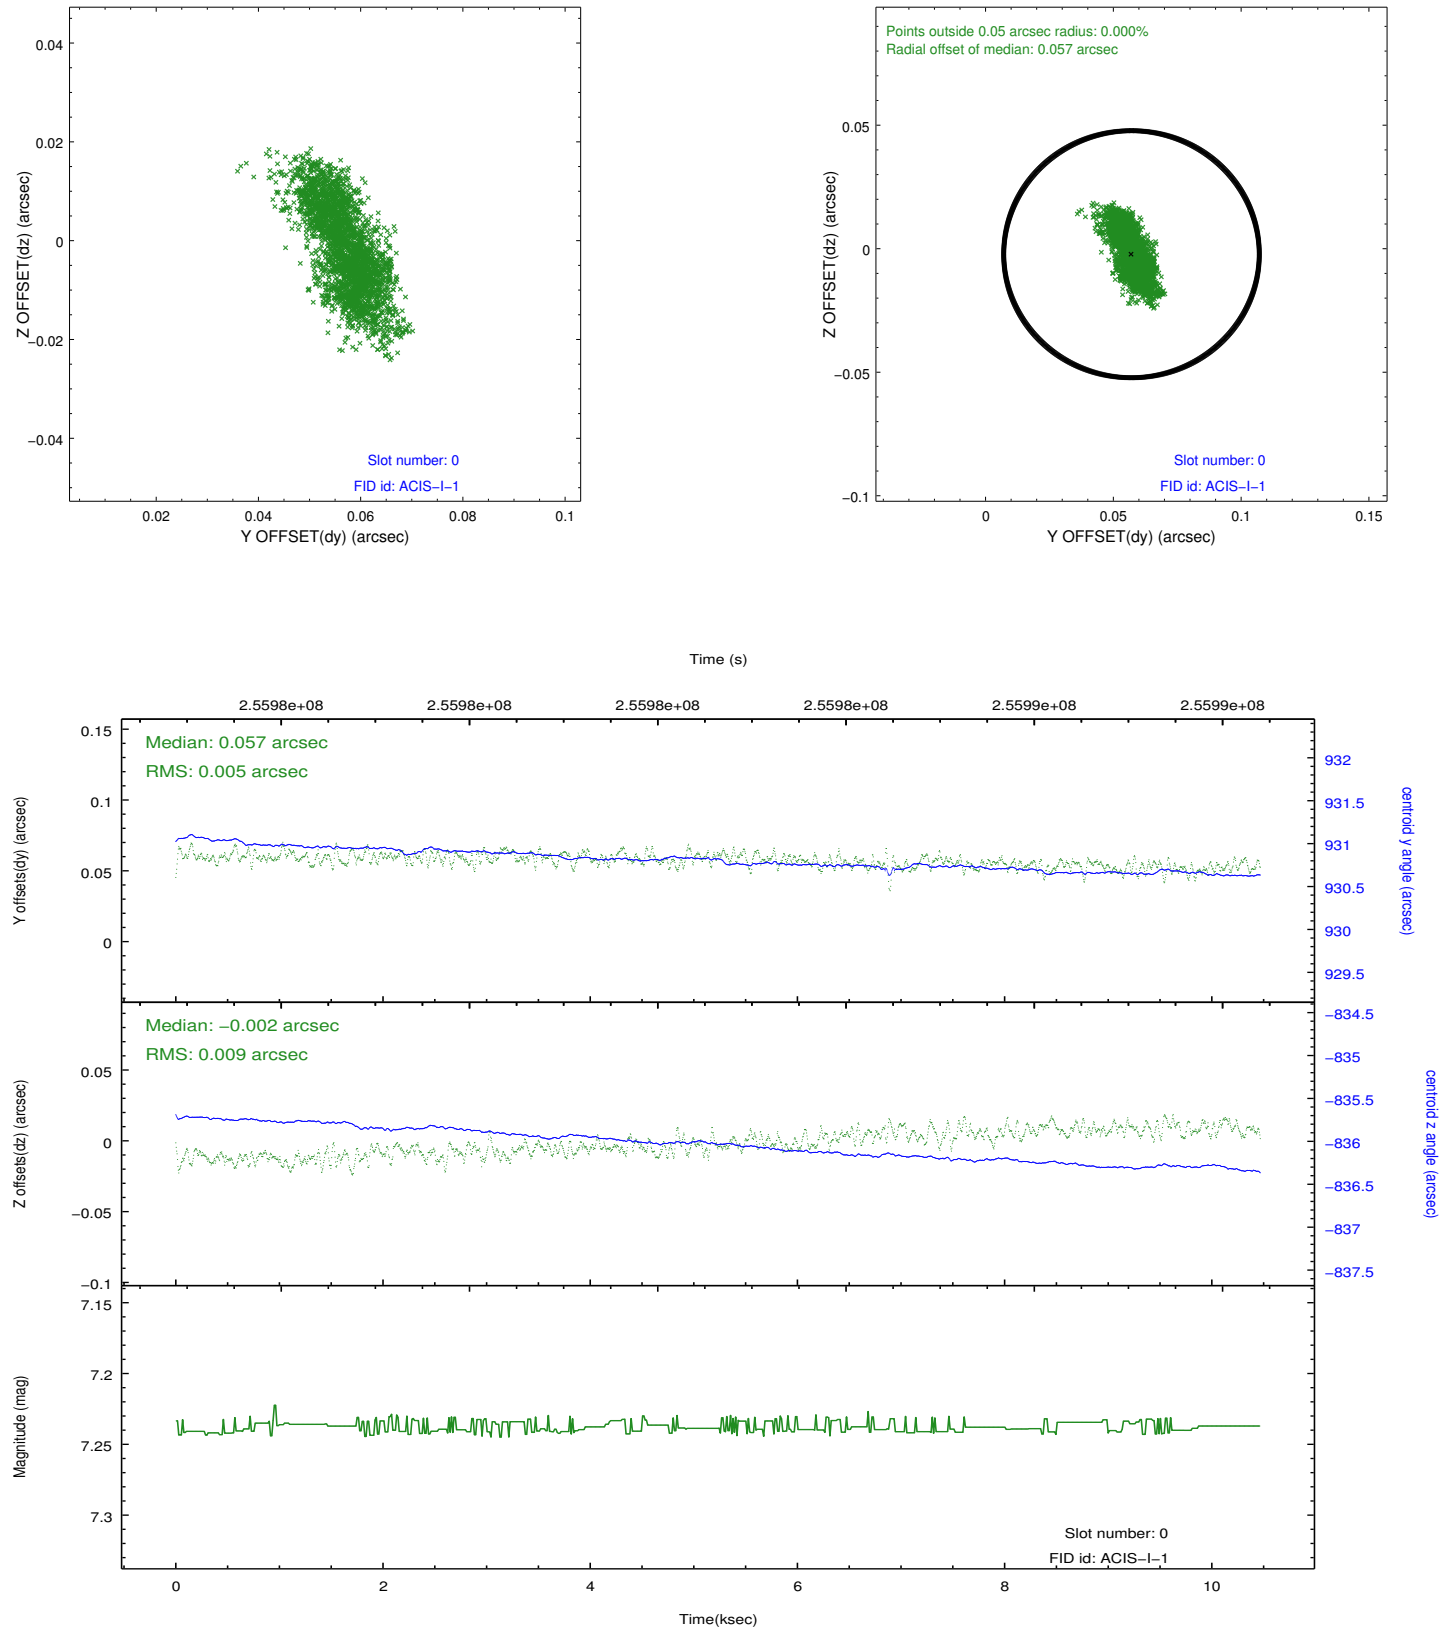 0.04
0.02
0
−0.02
−0.04
Z OFFSET(dz) (arcsec)
Slot number: 0
FID id: ACIS−I−1
0.02
0.04
0.06
0.08
0.1
Y OFFSET(dy) (arcsec)
Points outside 0.05 arcsec radius: 0.000%
Radial offset of median: 0.057 arcsec
0.05
0
−0.05
−0.1
Z OFFSET(dz) (arcsec)
Slot number: 0
FID id: ACIS−I−1
0
0.05
0.1
0.15
Y OFFSET(dy) (arcsec)
Time (s)
2.5598e+08
2.5598e+08
2.5598e+08
2.5598e+08
2.5599e+08
2.5599e+08
Median: 0.057 arcsec
RMS: 0.005 arcsec
0.15
0.1
0.05
0
Y offsets(dy) (arcsec)
932
931.5
931
930.5
930
929.5
centroid y angle (arcsec)
Median: −0.002 arcsec
RMS: 0.009 arcsec
0.05
0
−0.05
−0.1
Z offsets(dz) (arcsec)
−834.5
−835
−835.5
−836
−836.5
−837
−837.5
centroid z angle (arcsec)
7.15
7.2
7.25
7.3
Magnitude (mag)
Slot number: 0
FID id: ACIS−I−1
0
2
4
6
8
10
Time(ksec)